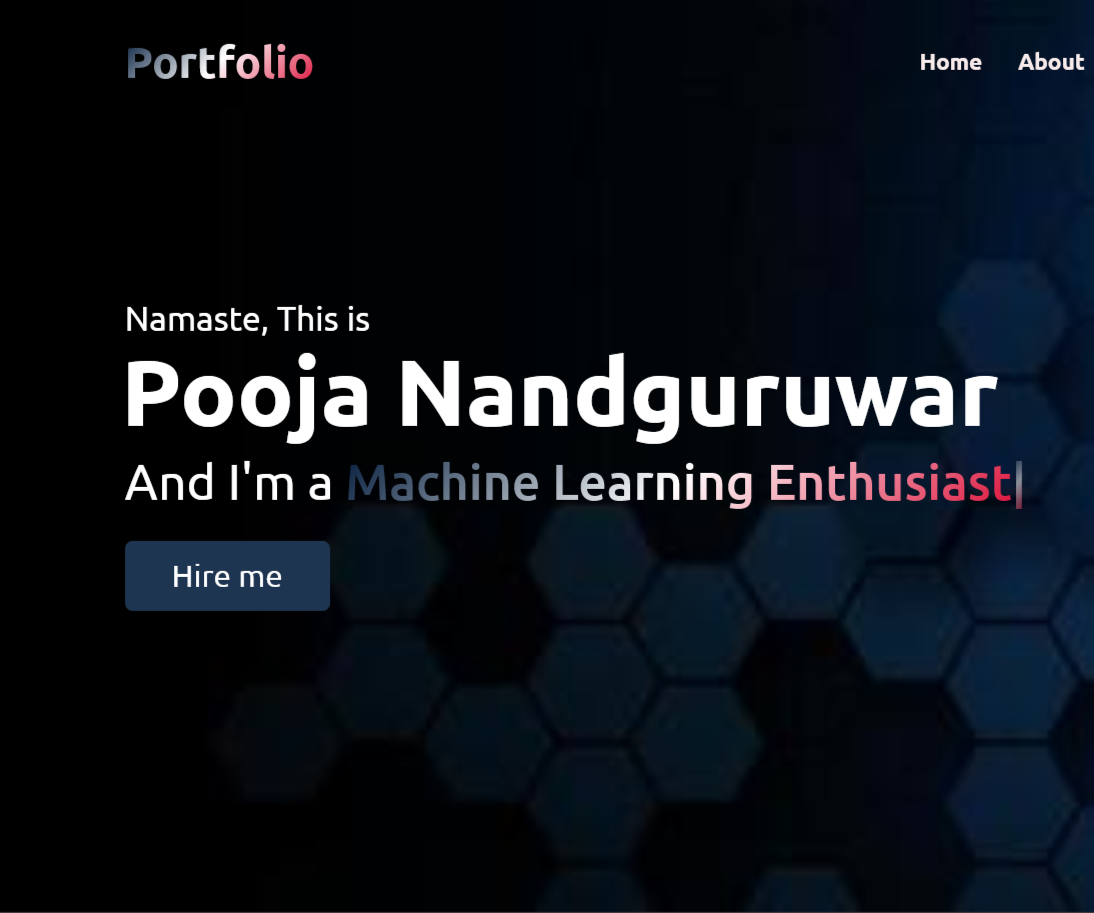 Portfolio
Home About
Namaste, This is
Pooja Nandguruwar
And I'm a Machine Learning Enthusiast|
Hire me